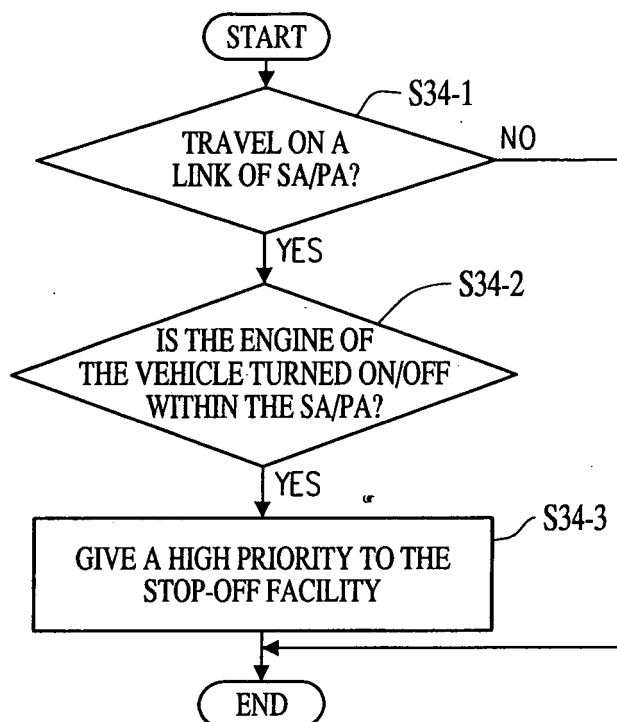 START
S34-1
TRAVEL ON A
LINK OF SA/PA?
NO
YES
S34-2
IS THE ENGINE OF
THE VEHICLE TURNED ON/OFF
WITHIN THE SA/PA?
YES
S34-3
GIVE A HIGH PRIORITY TO THE
STOP-OFF FACILITY
END